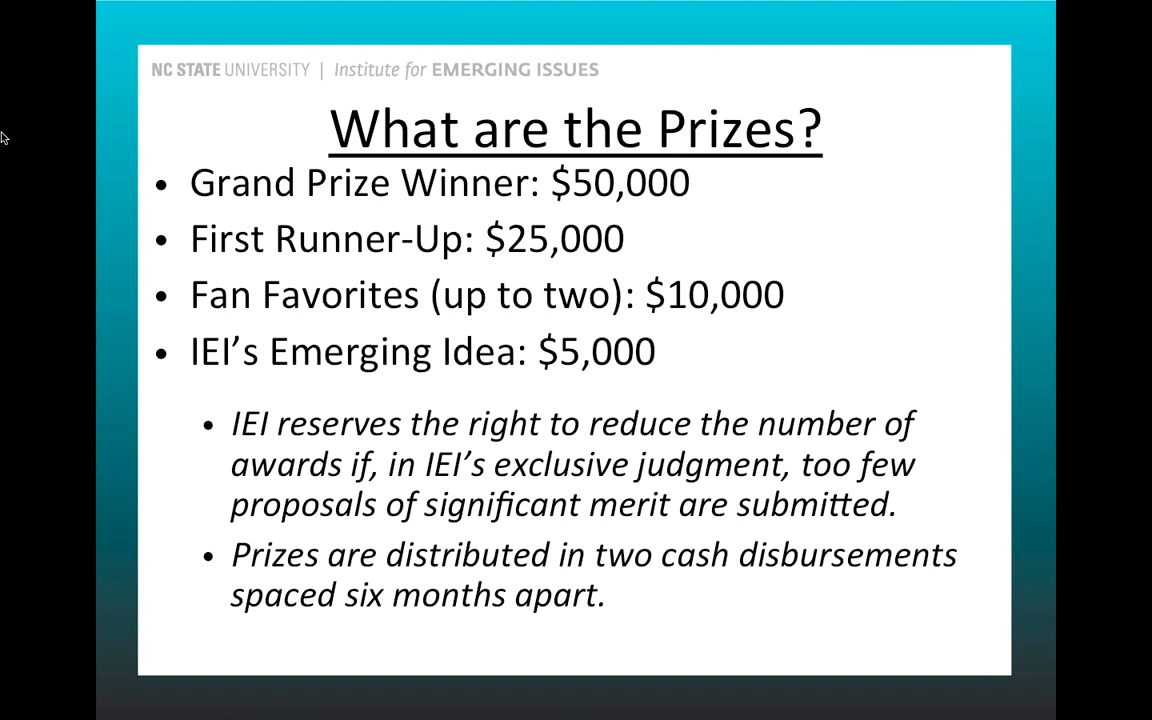 NC STATE UNIVERSITY | Institute for EMERGING ISSUES
What are the Prizes?
• Grand Prize Winner: $50,000
• First Runner-Up: $25,000
• Fan Favorites (up to two): $10,000
• IEI’s Emerging Idea: $5,000
• IEI reserves the right to reduce the number of
awards if, in IEI’s exclusive judgment, too few
proposals of significant merit are submitted.
• Prizes are distributed in two cash disbursements
spaced six months apart.